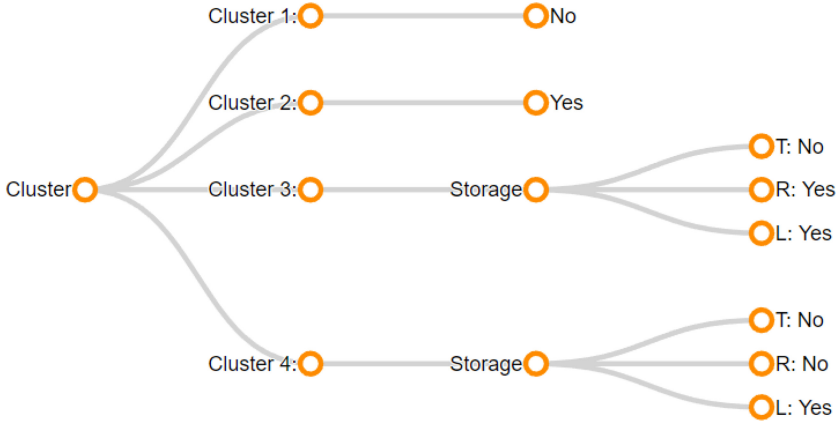 Cluster 1:
No
Cluster 2:
Yes
T: No
Cluster
Cluster 3:
Storage
R: Yes
L: Yes
T: No
Cluster 4:
Storage
R: No
L: Yes